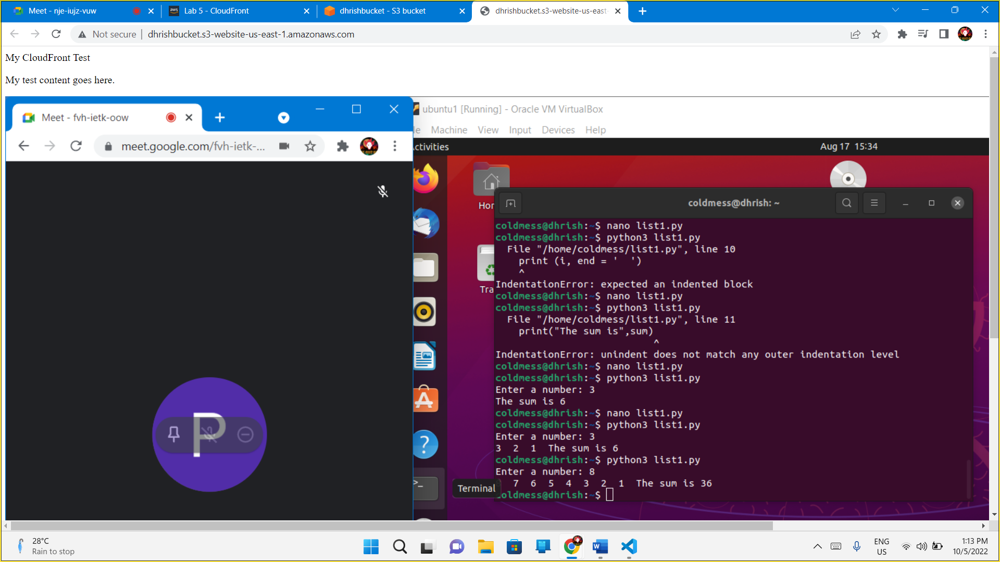 Meet - nje-iujz-vuw
aws
Lab 5 - CloudFront
dhrishbucket - S3 bucket
dhrishbucket.s3-website-us-east-
Not secure
dhrishbucket.s3-website-us-east-1.amazonaws.com
My CloudFront Test
My test content goes here.
Meet - fvh-ietk-oow
ubuntu1 [Running] - Oracle VM VirtualBox
le Machine View Input Devices Help
meet.google.com/fvh-ietk-...
ctivities
Aug 17 15:34
Hor
Tra
coldmess@dhrish: ~
coldmess@dhrish:~$ nano list1.py
coldmess@dhrish:~$ python3 list1.py
File "/home/coldmess/list1.py", line 10
print (i, end = '  ')
^
IndentationError: expected an indented block
coldmess@dhrish:~$ nano list1.py
coldmess@dhrish:~$ python3 list1.py
File "/home/coldmess/list1.py", line 11
print("The sum is",sum)
^
IndentationError: unindent does not match any outer indentation level
coldmess@dhrish:~$ nano list1.py
coldmess@dhrish:~$ python3 list1.py
Enter a number: 3
The sum is 6
coldmess@dhrish:~$ nano list1.py
coldmess@dhrish:~$ python3 list1.py
Enter a number: 3
3  2  1  The sum is 6
coldmess@dhrish:~$ python3 list1.py
Enter a number: 8
7  6  5  4  3  2  1  The sum is 36
coldmess@dhrish:~$
Terminal
P
28°C
Rain to stop
ENG
US
1:13 PM
10/5/2022